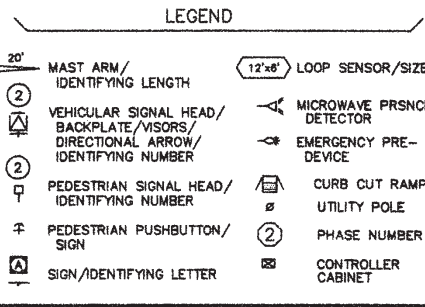 LEGEND
20'
MAST ARM/
IDENTIFYING LENGTH
2
VEHICULAR SIGNAL HEAD/
BACKPLATE/VISORS/
DIRECTIONAL ARROW/
IDENTIFYING NUMBER
2
PEDESTRIAN SIGNAL HEAD/
IDENTIFYING NUMBER
PEDESTRIAN PUSHBUTTON/
SIGN
A
SIGN/IDENTIFYING LETTER
12'x6' LOOP SENSOR/SIZE
MICROWAVE PRSNCE
DETECTOR
EMERGENCY PRE-
DEVICE
CURB CUT RAMP
UTILITY POLE
2 PHASE NUMBER
CONTROLLER
CABINET